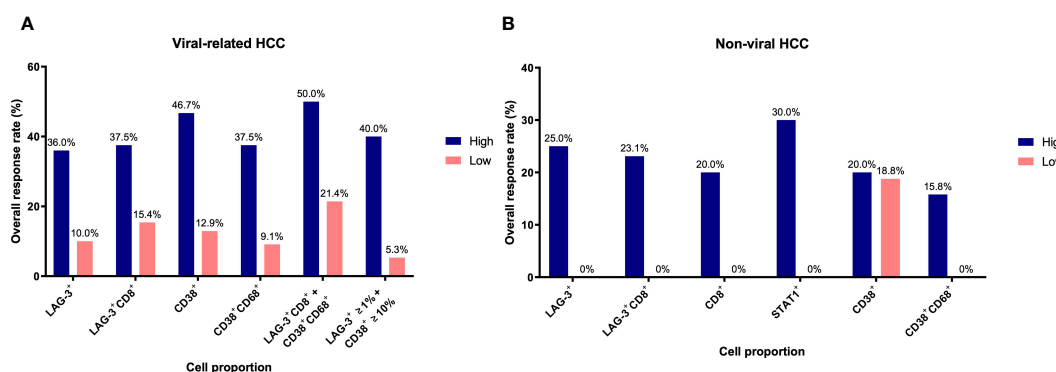 A
Viral-related HCC
Overall response rate (%)
60
40
20
0
36.0%
10.0%
37.5%
15.4%
46.7%
12.9%
37.5%
9.1%
50.0%
21.4%
40.0%
5.3%
High
Low
LAG-3⁺
LAG-3⁺CD8⁺
CD38⁺
CD38⁺CD68⁺
LAG-3⁺CD8⁺ +
CD38⁺CD68⁺
LAG-3⁺ ≥ 1% +
CD38⁺ ≥ 10%
Cell proportion
B
Non-viral HCC
Overall response rate (%)
40
30
20
10
0
25.0%
0%
23.1%
0%
20.0%
0%
30.0%
0%
20.0%
18.8%
15.8%
0%
LAG-3⁺
LAG-3⁺CD8⁺
CD8⁺
STAT1⁺
CD38⁺
CD38⁺CD68⁺
Cell proportion